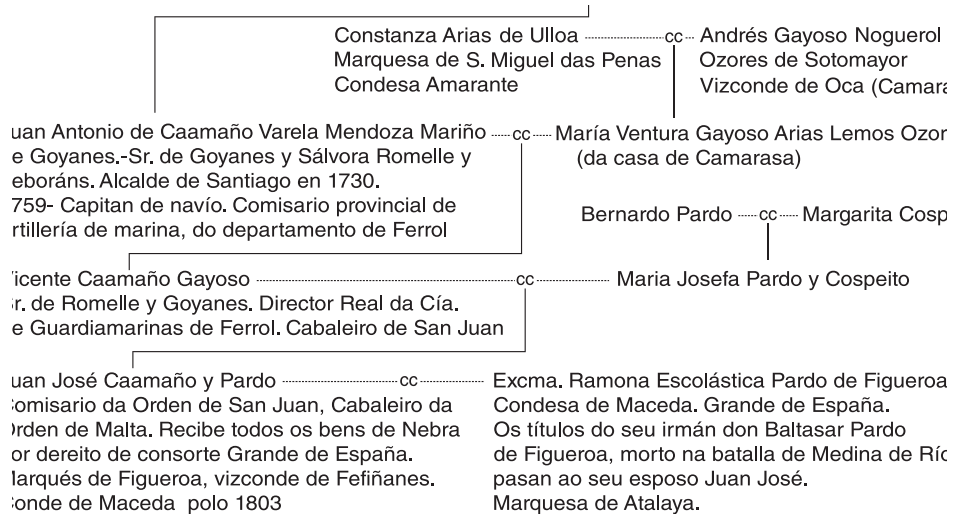 Constanza Arias de Ulloa
Marquesa de S. Miguel das Penas
Condesa Amarante
cc
Andrés Gayoso Noguerol
Ozores de Sotomayor
Vizconde de Oca (Camara
uan Antonio de Caamaño Varela Mendoza Mariño
e Goyanes.-Sr. de Goyanes y Sálvora Romelle y
eboráns. Alcalde de Santiago en 1730.
759- Capitan de navío. Comisario provincial de
rtillería de marina, do departamento de Ferrol
cc
María Ventura Gayoso Arias Lemos Ozor
(da casa de Camarasa)
Bernardo Pardo cc Margarita Cosp
icente Caamaño Gayoso
r. de Romelle y Goyanes. Director Real da Cía.
e Guardiamarinas de Ferrol. Cabaleiro de San Juan
cc
Maria Josefa Pardo y Cospeito
uan José Caamaño y Pardo
omisario da Orden de San Juan, Cabaleiro da
rden de Malta. Recibe todos os bens de Nebra
or dereito de consorte Grande de España.
arqués de Figueroa, vizconde de Fefiñanes.
onde de Maceda polo 1803
cc
Excma. Ramona Escolástica Pardo de Figueroa
Condesa de Maceda. Grande de España.
Os títulos do seu irmán don Baltasar Pardo
de Figueroa, morto na batalla de Medina de Río
pasan ao seu esposo Juan José.
Marquesa de Atalaya.